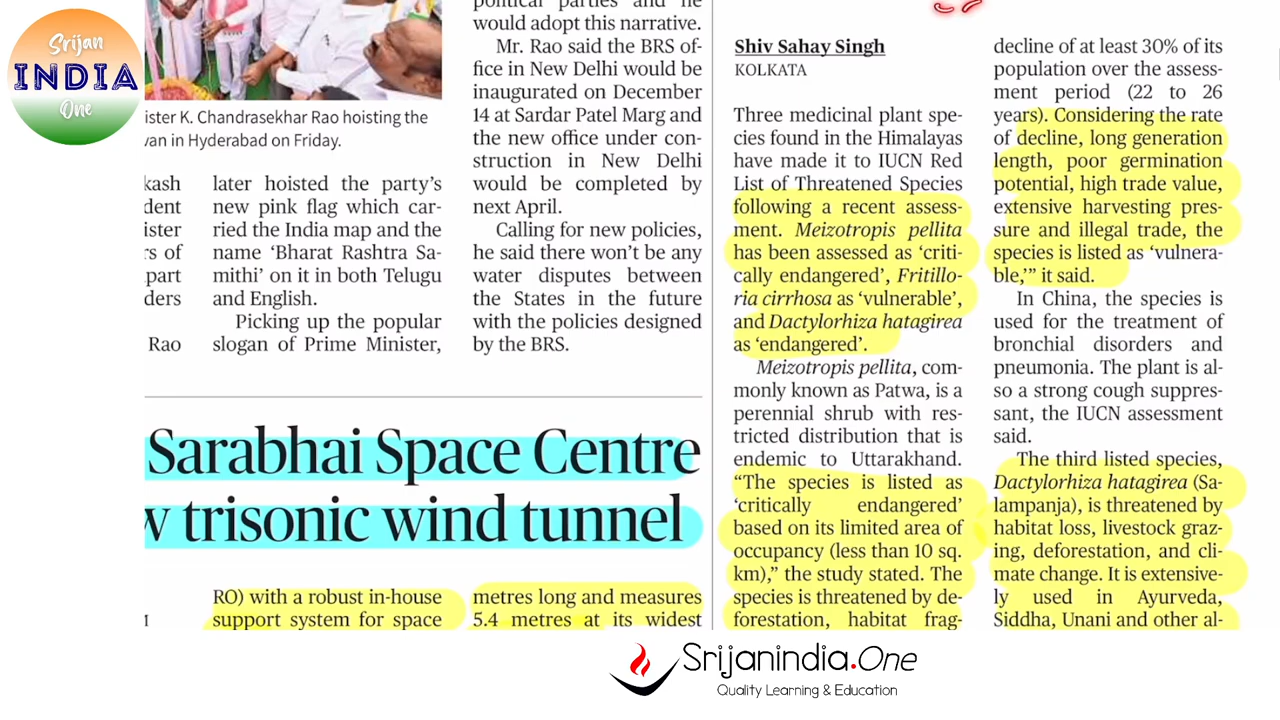 Srijan
INDIA
One
ister K. Chandrasekhar Rao hoisting the
van in Hyderabad on Friday.
kash
dent
ister
rs of
part
ders
Rao
later hoisted the party's
new pink flag which car-
ried the India map and the
name 'Bharat Rashtra Sa-
mithi' on it in both Telugu
and English.
Picking up the popular
slogan of Prime Minister,
political parties and he
would adopt this narrative.
Mr. Rao said the BRS of-
fice in New Delhi would be
inaugurated on December
14 at Sardar Patel Marg and
the new office under con-
struction in New Delhi
would be completed by
next April.
Calling for new policies,
he said there won't be any
water disputes between
the States in the future
with the policies designed
by the BRS.
Sarabhai Space Centre
w trisonic wind tunnel
RO) with a robust in-house
support system for space
metres long and measures
5.4 metres at its widest
Shiv Sahay Singh
KOLKATA
Three medicinal plant spe-
cies found in the Himalayas
have made it to IUCN Red
List of Threatened Species
following a recent assess-
ment. Meizotropis pellita
has been assessed as 'criti-
cally endangered', Fritillo-
ria cirrhosa as 'vulnerable',
and Dactylorhiza hatagirea
as 'endangered'.
Meizotropis pellita, com-
monly known as Patwa, is a
perennial shrub with res-
tricted distribution that is
endemic to Uttarakhand.
"The species is listed as
'critically endangered'
based on its limited area of
occupancy (less than 10 sq.
km)," the study stated. The
species is threatened by de-
forestation, habitat frag-
decline of at least 30% of its
population over the assess-
ment period (22 to 26
years). Considering the rate
of decline, long generation
length, poor germination
potential, high trade value,
extensive harvesting pres-
sure and illegal trade, the
species is listed as 'vulnera-
ble,'" it said.
In China, the species is
used for the treatment of
bronchial disorders and
pneumonia. The plant is al-
so a strong cough suppres-
sant, the IUCN assessment
said.
The third listed species,
Dactylorhiza hatagirea (Sa-
lampanja), is threatened by
habitat loss, livestock graz-
ing, deforestation, and cli-
mate change. It is extensive-
ly used in Ayurveda,
Siddha, Unani and other al-
Srijanindia.One
Quality Learning & Education